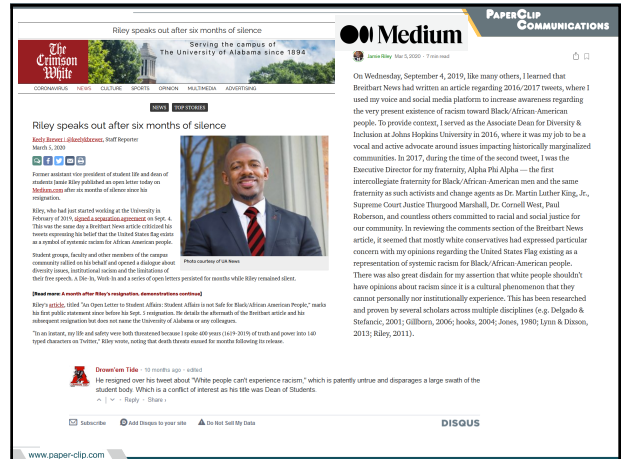 PAPERCLIP
COMMUNICATIONS
Riley speaks out after six months of silence
The
Crimson
White
Serving the campus of
The University of Alabama since 1894
CORONAVIRUS NEWS CULTURE SPORTS OPINION MULTIMEDIA ADVERTISING
NEWS TOP STORIES
Riley speaks out after six months of silence
Keely Brewer | @keelykbrewer, Staff Reporter
March 5, 2020
Former assistant vice president of student life and dean of
students Jamie Riley published an open letter today on
Medium.com after six months of silence since his
resignation.
Riley, who had just started working at the University in
February of 2019, signed a separation agreement on Sept. 4.
This was the same day a Breitbart News article criticized his
tweets expressing his belief that the United States flag exists
as a symbol of systemic racism for African American people.
Student groups, faculty and other members of the campus
community rallied on his behalf and opened a dialogue about
diversity issues, institutional racism and the limitations of
their free speech. A Die-In, Walk-In and a series of open letters persisted for months while Riley remained silent.
Photo courtesy of UA News
[Read more: A month after Riley's resignation, demonstrations continue]
Riley's article, titled "An Open Letter to Student Affairs: Student Affairs is Not Safe for Black/African American People," marks
his first public statement since his Sept. 5 resignation. He details the aftermath of the Breitbart News article and his
subsequent resignation but does not name the University of Alabama or any colleagues.
"In an instant, my life and safety were both threatened because I spoke 400 years (1619-2019) of truth and power into 140
typed characters on Twitter," Riley wrote, noting that death threats ensued for months following its release.
Medium
Jamie Riley Mar 5, 2020 · 7 min read
On Wednesday, September 4, 2019, like many others, I learned that
Breitbart News had written an article regarding 2016/2017 tweets, where I
used my voice and social media platform to increase awareness regarding
the very present existence of racism toward Black/African-American
people. To provide context, I served as the Associate Dean for Diversity &
Inclusion at Johns Hopkins University in 2016, where it was my job to be a
vocal and active advocate around issues impacting historically marginalized
communities. In 2017, during the time of the second tweet, I was the
Executive Director for my fraternity, Alpha Phi Alpha — the first
intercollegiate fraternity for Black/African-American men and the same
fraternity as such activists and change agents as Dr. Martin Luther King, Jr.,
Supreme Court Justice Thurgood Marshall, Dr. Cornell West, Paul
Roberson, and countless others committed to racial and social justice for
our community. In reviewing the comments section of the Breitbart News
article, it seemed that mostly white conservatives had expressed particular
concern with my opinions regarding the United States Flag existing as a
representation of systemic racism for Black/African-American people.
There was also great disdain for my assertion that white people shouldn't
have opinions about racism since it is a cultural phenomenon that they
cannot personally nor institutionally experience. This has been researched
and proven by several scholars across multiple disciplines (e.g. Delgado &
Stefancic, 2001; Gillborn, 2006; hooks, 2004; Jones, 1980; Lynn & Dixson,
2013; Riley, 2011).
Drown'em Tide · 10 months ago · edited
He resigned over his tweet about "White people can't experience racism," which is patently untrue and disparages a large swath of the
student body. Which is a conflict of interest as his title was Dean of Students.
Reply · Share ›
Subscribe Add Disqus to your site Do Not Sell My Data DISQUS
www.paper-clip.com